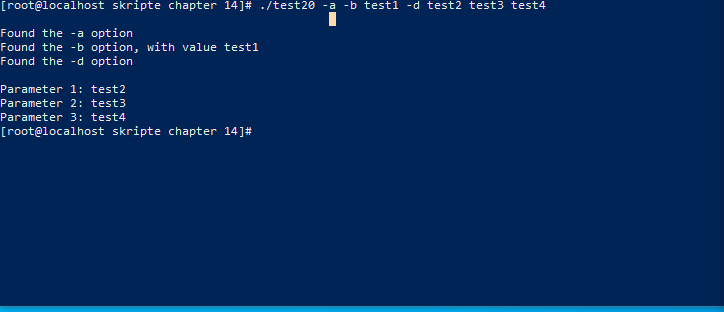 [root@localhost skripte chapter 14]# ./test20 -a -b test1 -d test2 test3 test4
Found the -a option
Found the -b option, with value test1
Found the -d option
Parameter 1: test2
Parameter 2: test3
Parameter 3: test4
[root@localhost skripte chapter 14]#